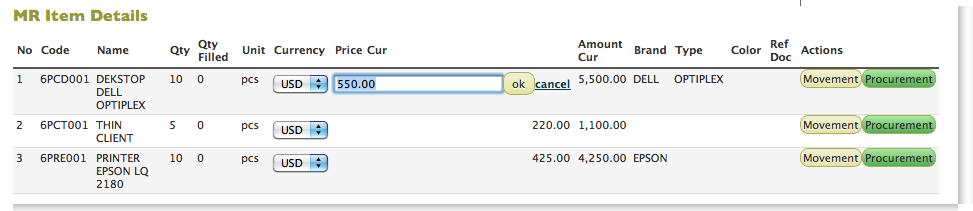 MR Item Details
No Code Name Qty Qty Filled Unit Currency Price Cur Amount Cur Brand Type Color Ref Doc Actions
1 6PCD001 DEKSTOP DELL OPTIPLEX 10 0 pcs USD 550.00 ok cancel 5,500.00 DELL OPTIPLEX Movement Procurement
2 6PCT001 THIN CLIENT 5 0 pcs USD 220.00 1,100.00 Movement Procurement
3 6PRE001 PRINTER EPSON LQ 2180 10 0 pcs USD 425.00 4,250.00 EPSON Movement Procurement